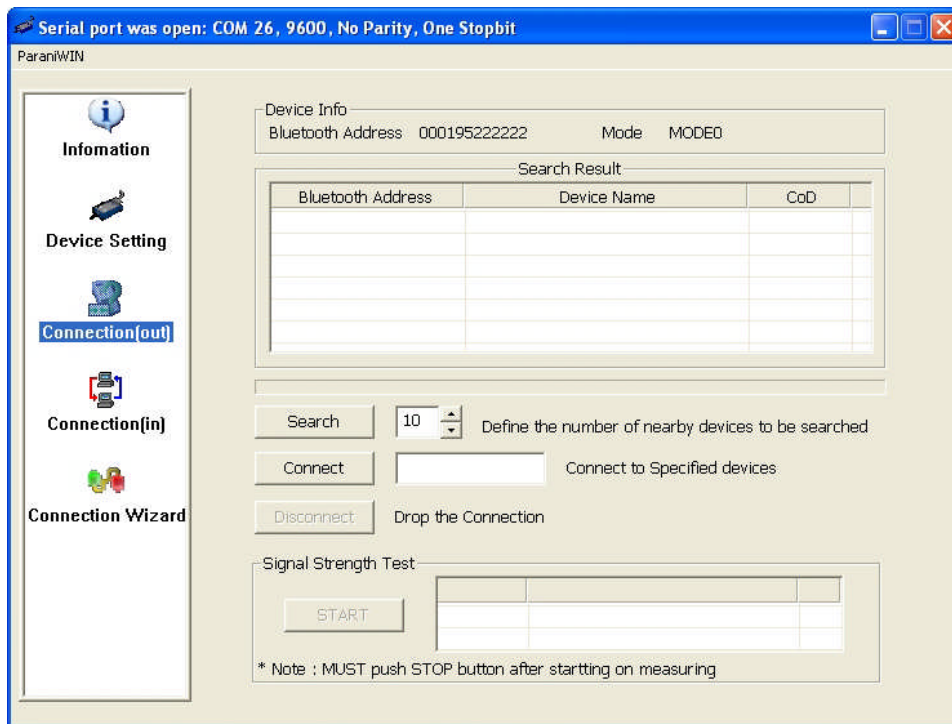 Serial port was open: COM 26, 9600, No Parity, One Stopbit
ParaniWIN
Infomation
Device Setting
Connection(out)
Connection(in)
Connection Wizard
Device Info
Bluetooth Address 000195222222 Mode MODE0
Search Result
Bluetooth Address Device Name CoD
Search 10 Define the number of nearby devices to be searched
Connect Connect to Specified devices
Disconnect Drop the Connection
Signal Strength Test
START
* Note : MUST push STOP button after startting on measuring